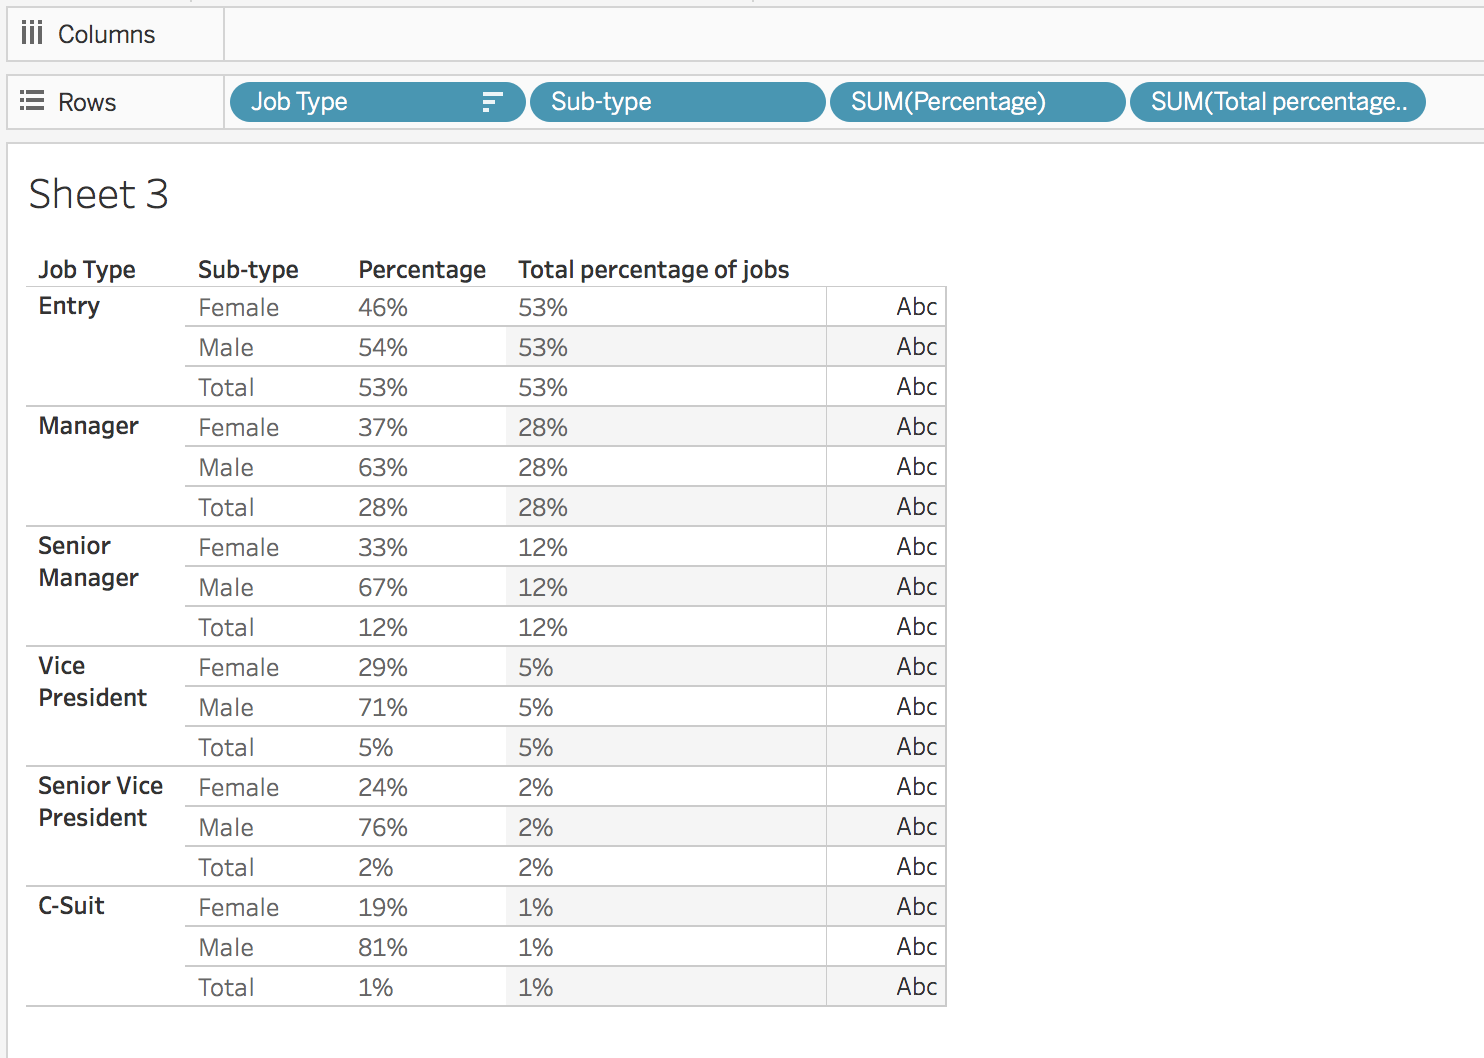 Columns
Rows Job Type Sub-type SUM(Percentage) SUM(Total percentage..
Sheet 3
Job Type Sub-type Percentage Total percentage of jobs
Entry Female 46% 53% Abc
Male 54% 53% Abc
Total 53% 53% Abc
Manager Female 37% 28% Abc
Male 63% 28% Abc
Total 28% 28% Abc
Senior Female 33% 12% Abc
Manager Male 67% 12% Abc
Total 12% 12% Abc
Vice Female 29% 5% Abc
President Male 71% 5% Abc
Total 5% 5% Abc
Senior Vice Female 24% 2% Abc
President Male 76% 2% Abc
Total 2% 2% Abc
C-Suit Female 19% 1% Abc
Male 81% 1% Abc
Total 1% 1% Abc